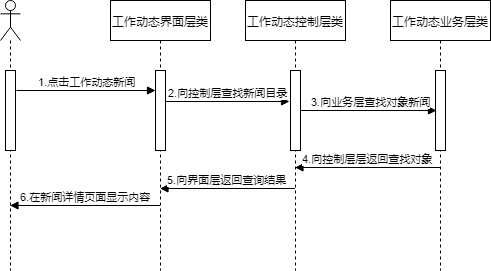 工作动态界面层类
工作动态控制层类
工作动态业务层类
1.点击工作动态新闻
2.向控制层查找新闻目录
3.向业务层查找对象新闻
4.向控制层层返回查找对象
5.向界面层返回查询结果
6.在新闻详情页面显示内容